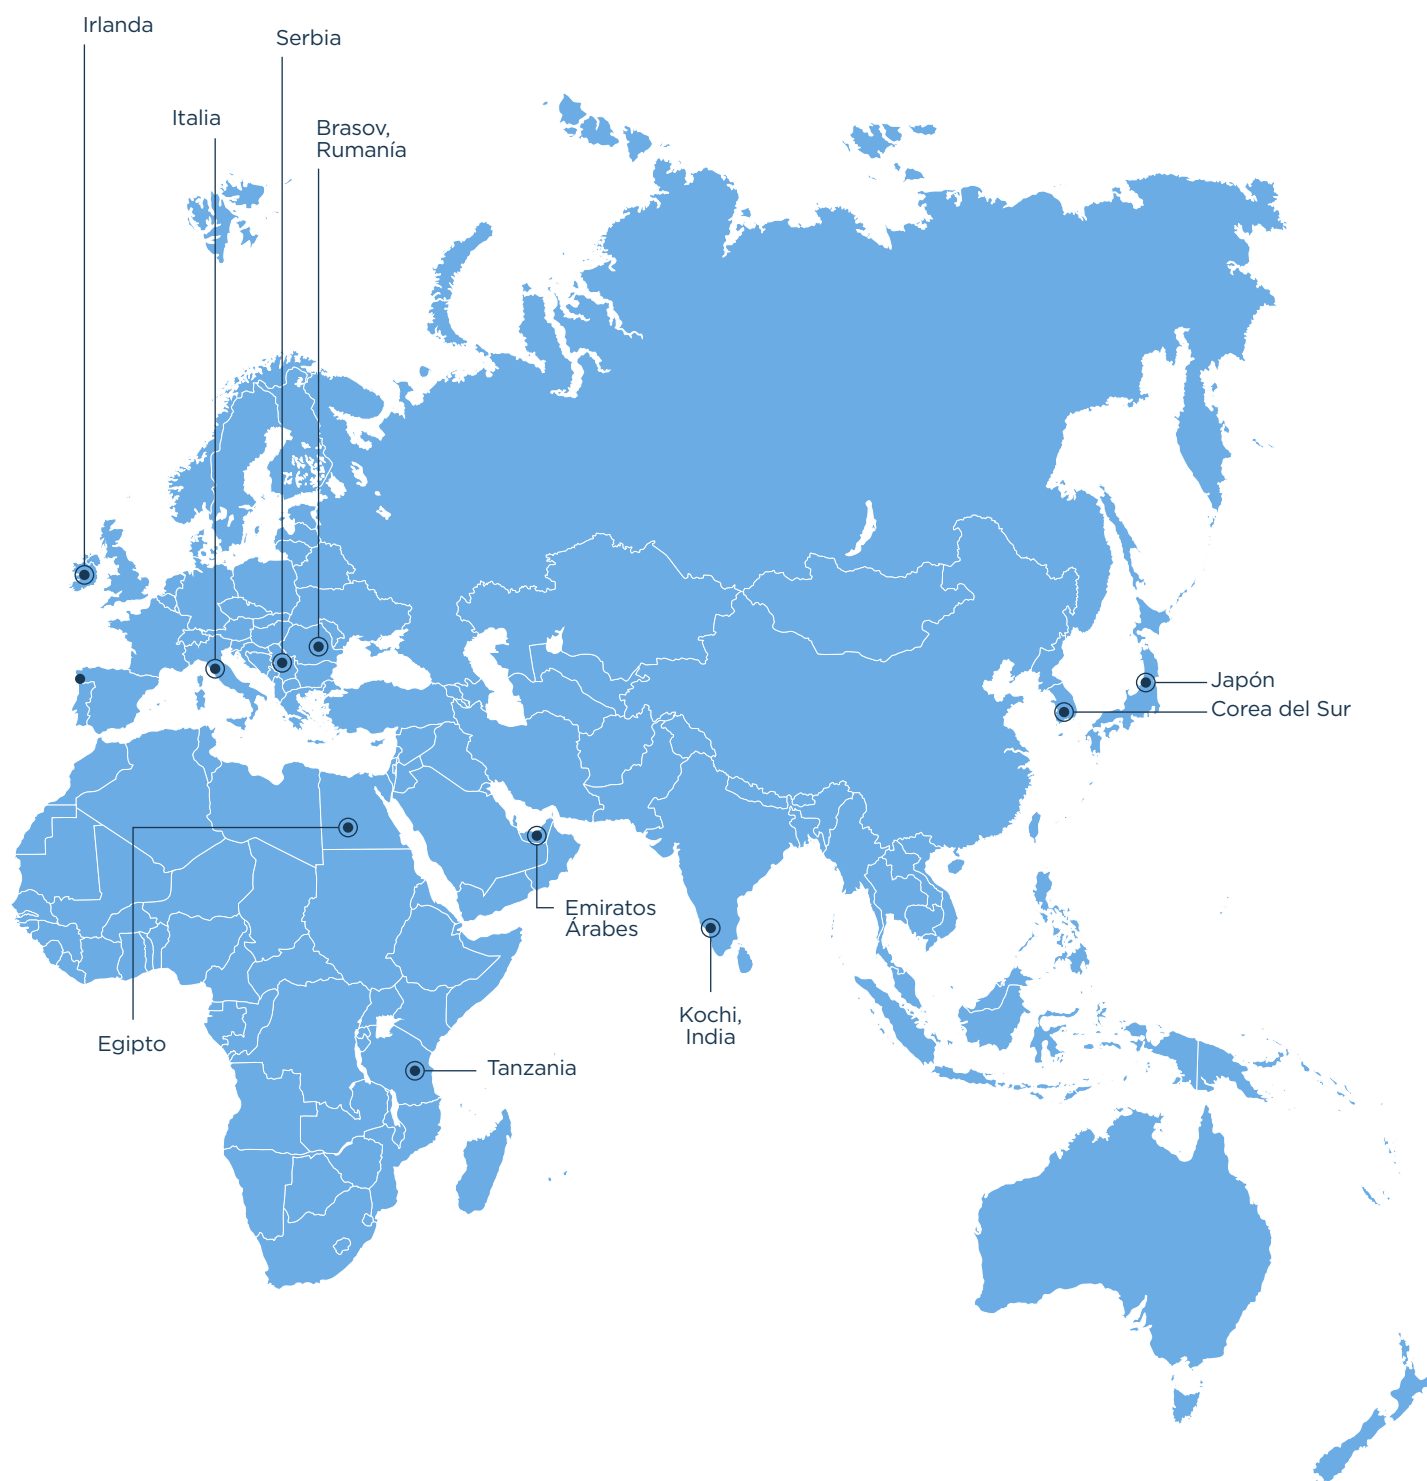 Irlanda
Serbia
Italia
Brasov,
Rumanía
Japón
Corea del Sur
Emiratos
Árabes
Kochi,
India
Egipto
Tanzania